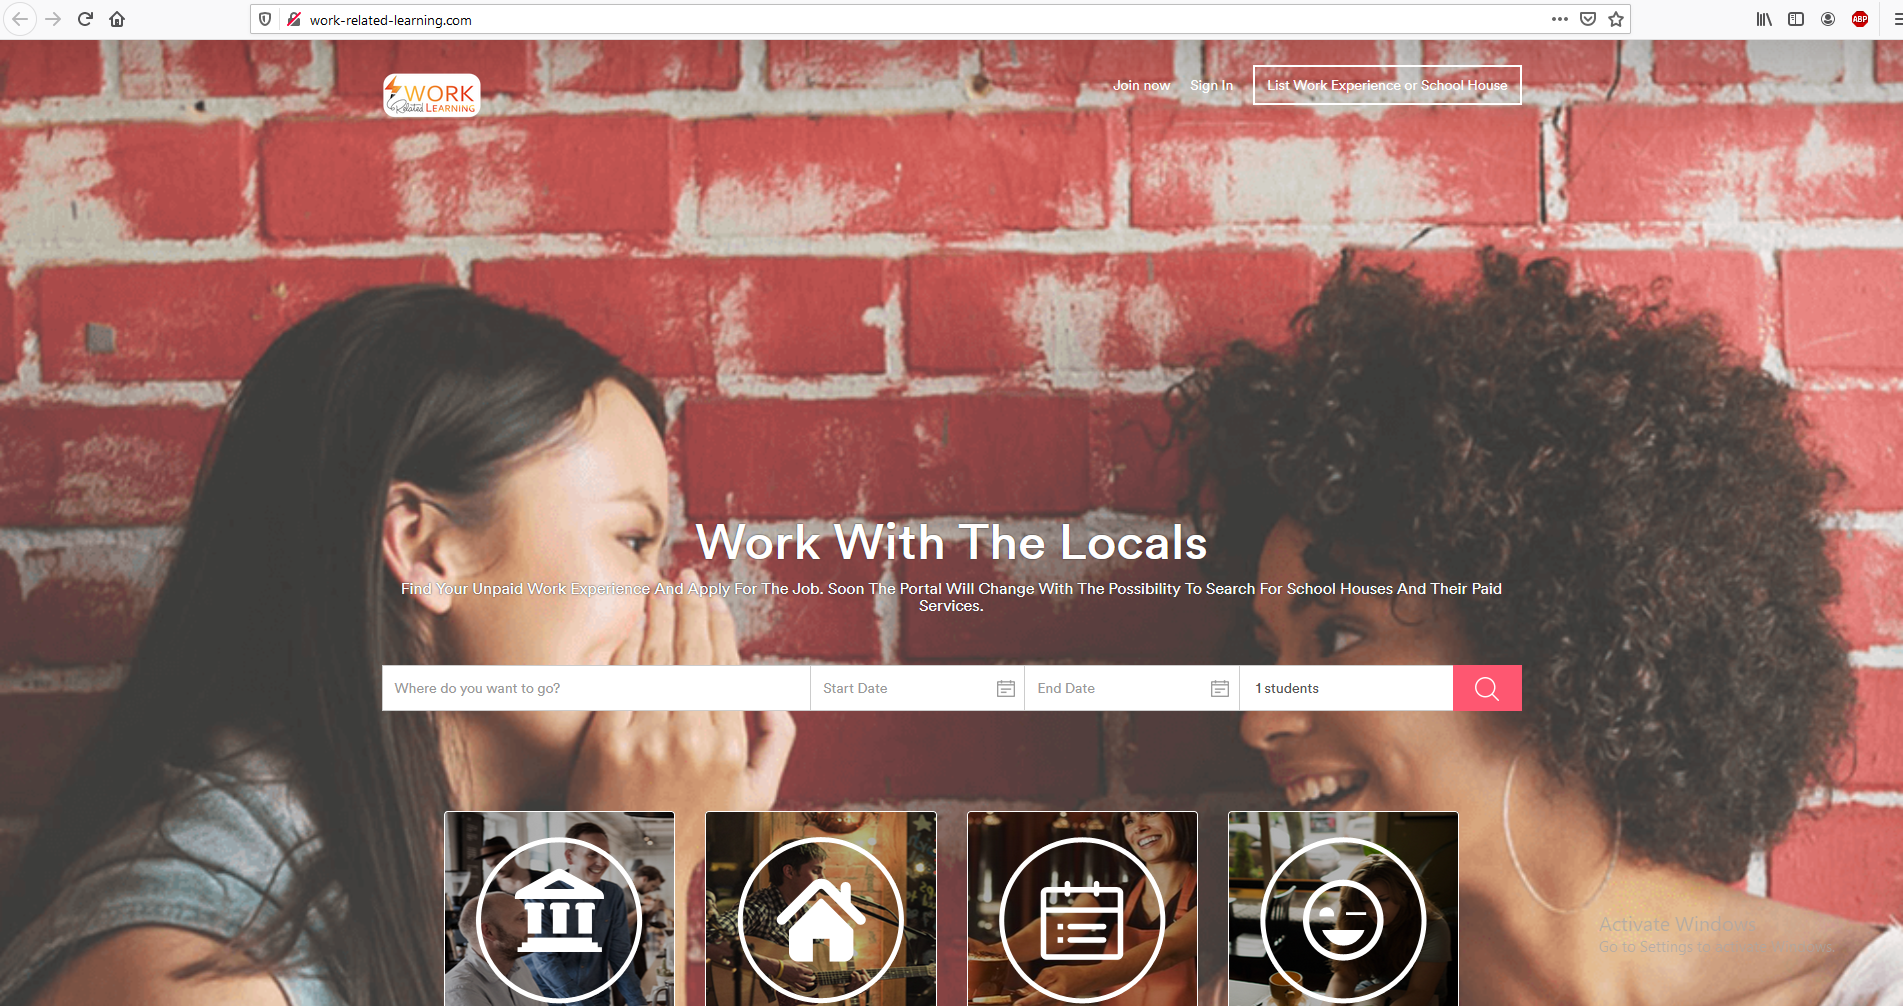 work-related-learning.com
ABP
WORK
Related LEARNING
Join now
Sign In
List Work Experience or School House
Work With The Locals
Find Your Unpaid Work Experience And Apply For The Job. Soon The Portal Will Change With The Possibility To Search For School Houses And Their Paid
Services.
Where do you want to go?
Start Date
End Date
1 students
Activate Windows
Go to Settings to activate Windows.